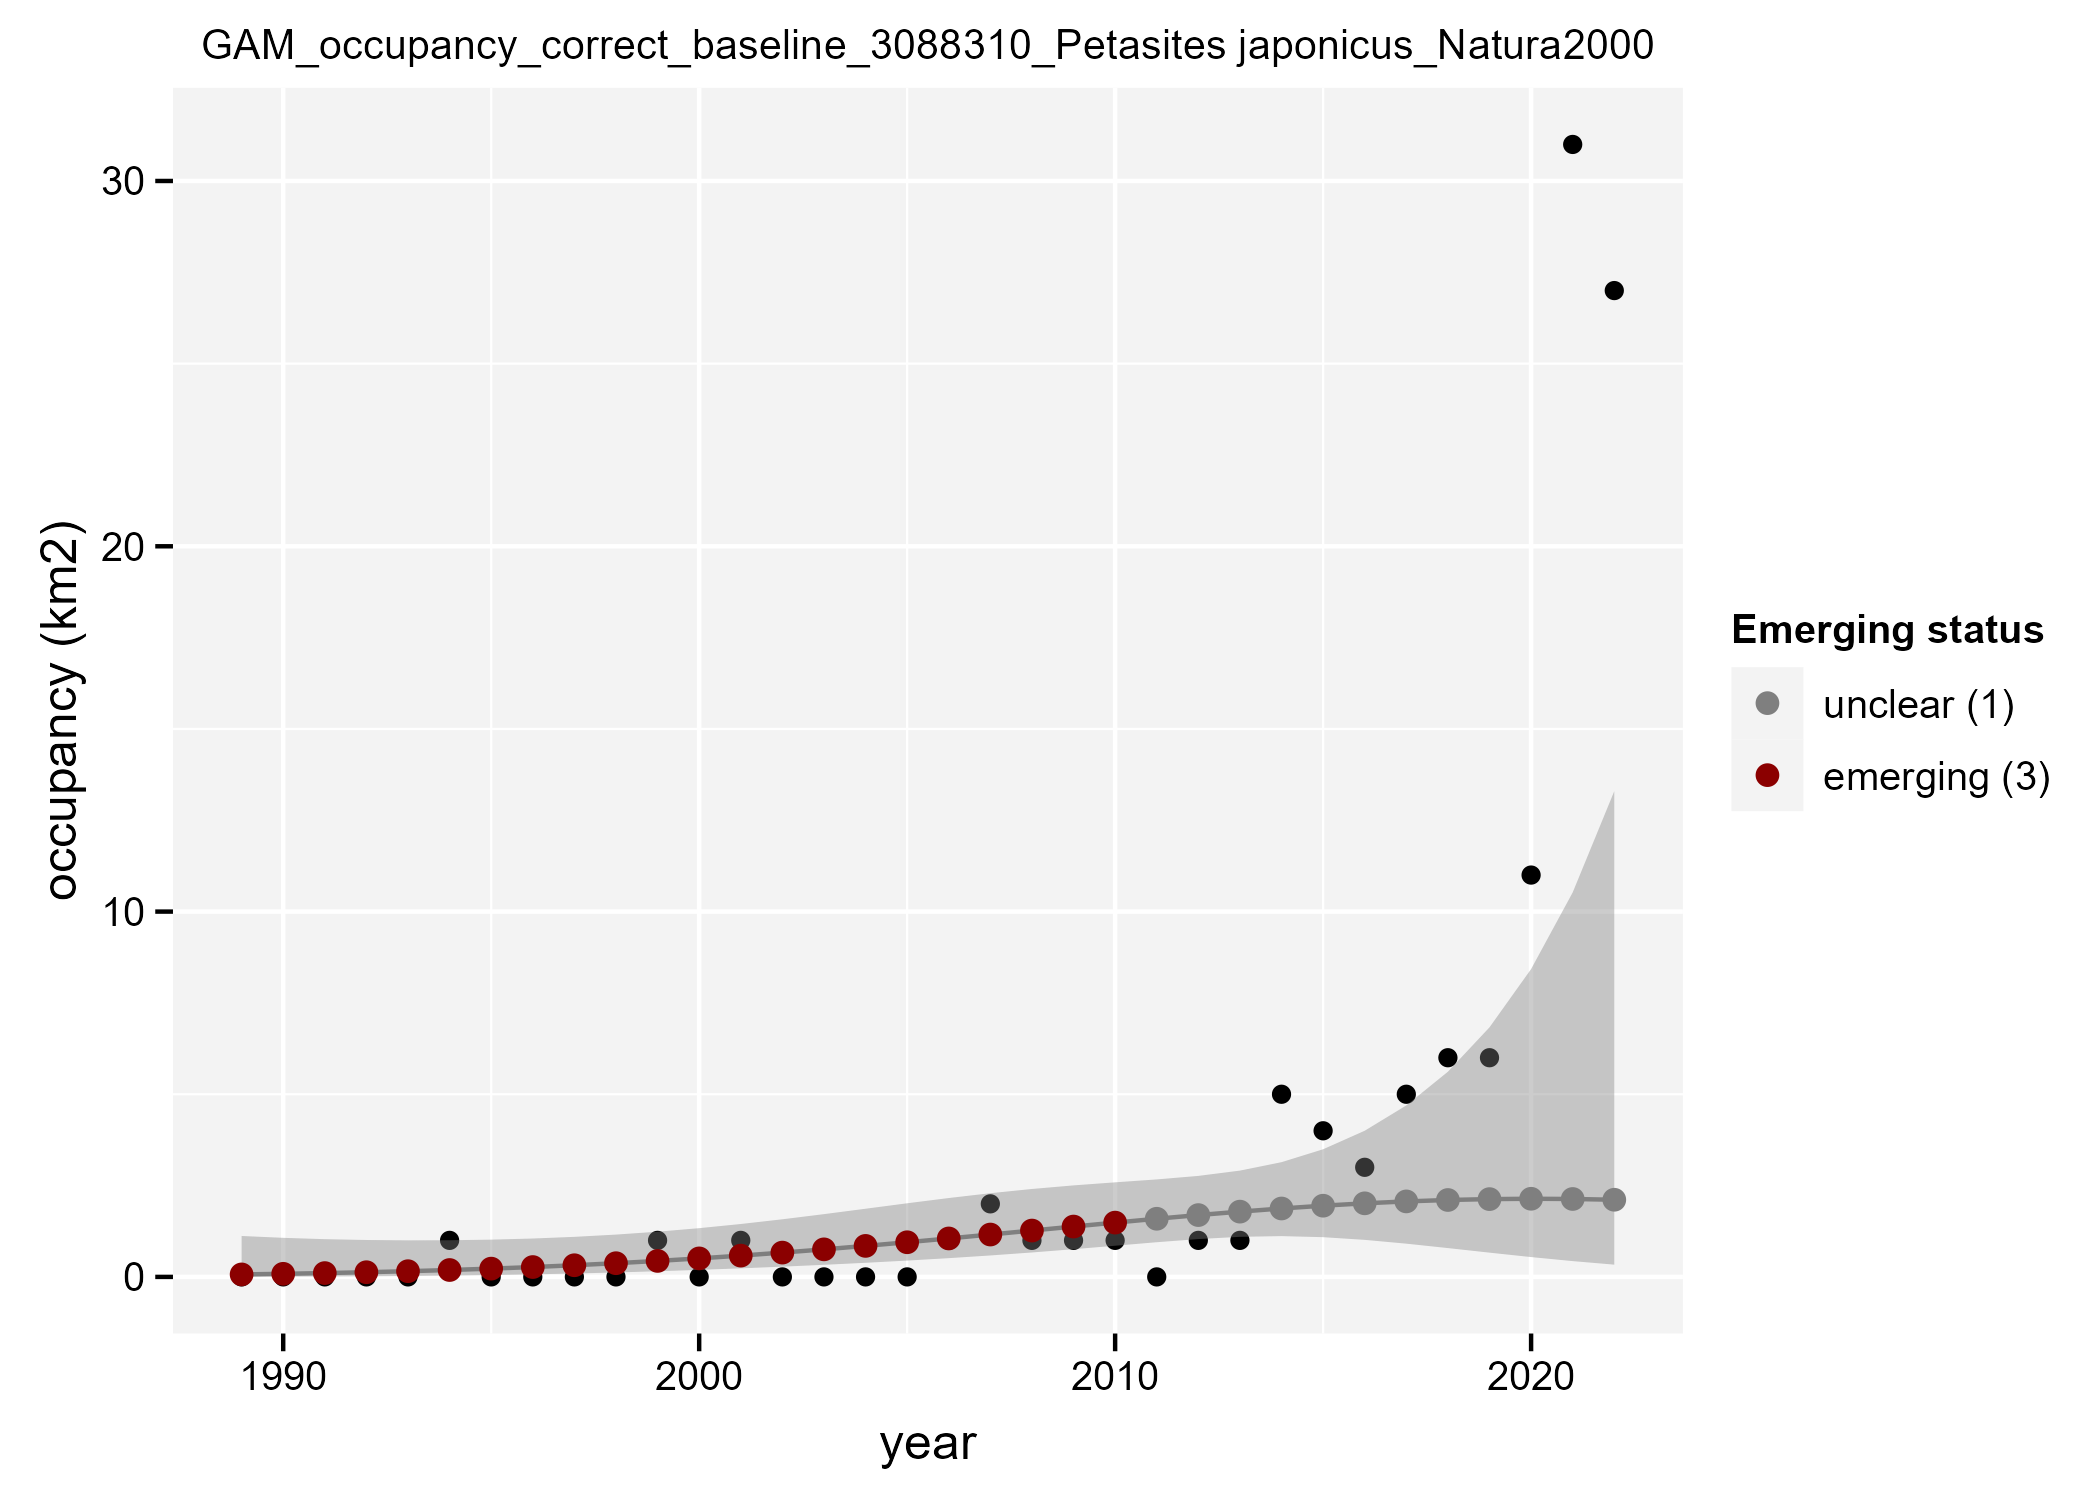 GAM_occupancy_correct_baseline_3088310_Petasites japonicus_Natura2000
30
20
10
0
occupancy (km2)
1990
2000
2010
2020
year
Emerging status
unclear (1)
emerging (3)